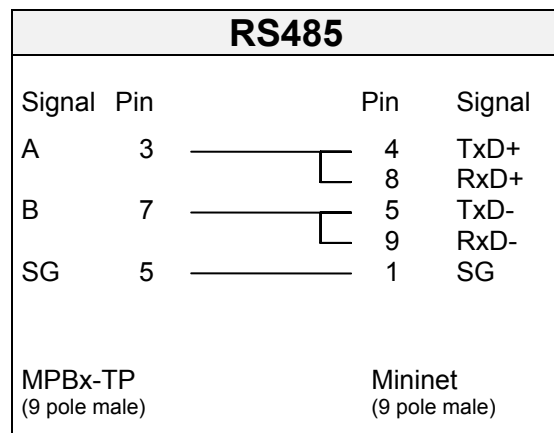 RS485
Signal Pin Pin Signal
A 3 4 TxD+
8 RxD+
B 7 5 TxD-
9 RxD-
SG 5 1 SG
MPBx-TP Mininet
(9 pole male) (9 pole male)